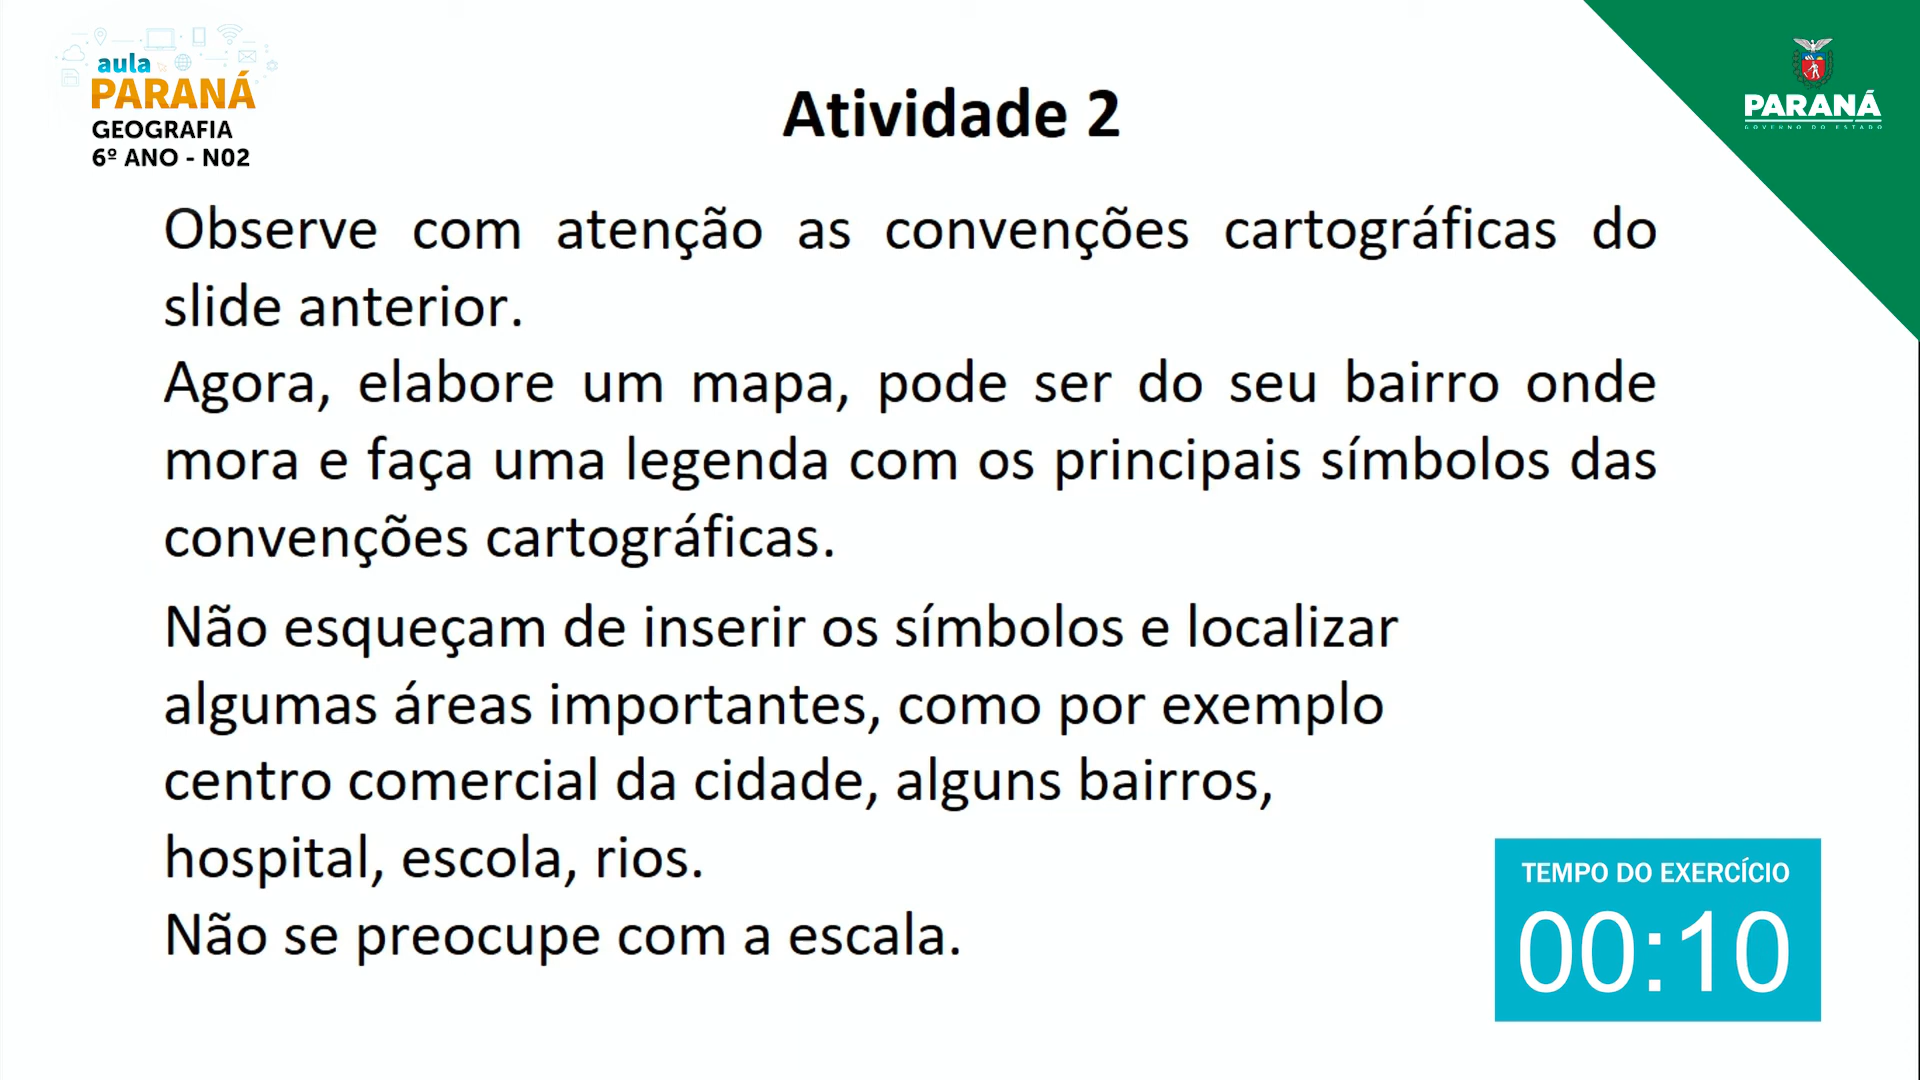 aula
PARANÁ
GEOGRAFIA
6º ANO - N02
Atividade 2
PARANÁ
GOVERNO DO ESTADO
Observe com atenção as convenções cartográficas do
slide anterior.
Agora, elabore um mapa, pode ser do seu bairro onde
mora e faça uma legenda com os principais símbolos das
convenções cartográficas.
Não esqueçam de inserir os símbolos e localizar
algumas áreas importantes, como por exemplo
centro comercial da cidade, alguns bairros,
hospital, escola, rios.
Não se preocupe com a escala.
TEMPO DO EXERCÍCIO
00:10